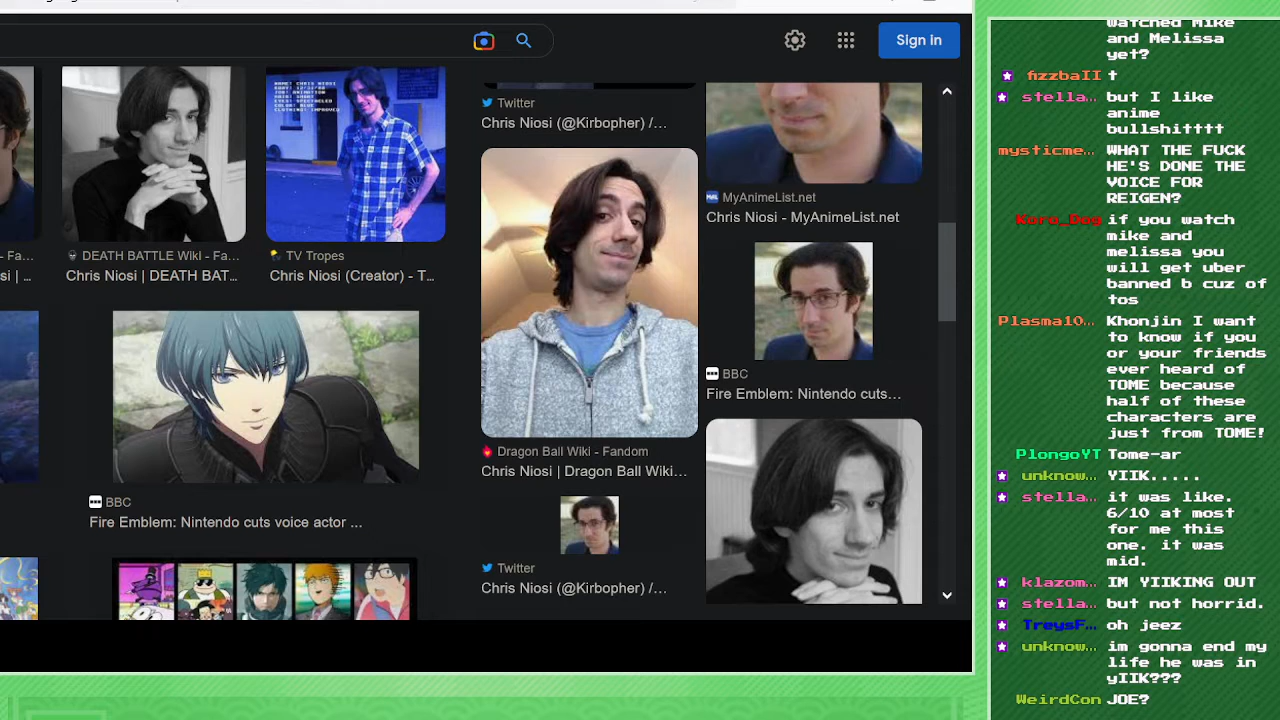 Sign in
Twitter
Chris Niosi (@Kirbopher) /...
MyAnimeList.net
Chris Niosi - MyAnimeList.net
- Fa...
si | ...
DEATH BATTLE Wiki - Fa...
Chris Niosi | DEATH BAT...
TV Tropes
Chris Niosi (Creator) - T...
BBC
Fire Emblem: Nintendo cuts...
Dragon Ball Wiki - Fandom
Chris Niosi | Dragon Ball Wiki...
BBC
Fire Emblem: Nintendo cuts voice actor ...
Twitter
Chris Niosi (@Kirbopher) /...
watched Mike
and Melissa
yet?
fizzbaII t
stella... but I like
anime
bullshitttt
mysticme... WHAT THE FUCK
HE'S DONE THE
VOICE FOR
REIGEN?
Koro_Dog if you watch
mike and
melissa you
will get uber
banned b cuz of
tos
Plasma10... Khonjin I want
to know if you
or your friends
ever heard of
TOME because
half of these
characters are
just from TOME!
PlongoYT Tome-ar
unknow... YIIK.....
stella... it was like.
6/10 at most
for me this
one. it was
mid.
klazom... IM YIIKING OUT
stella... but not horrid.
TreysF... oh jeez
unknow... im gonna end my
life he was in
yIIK???
WeirdCon JOE?